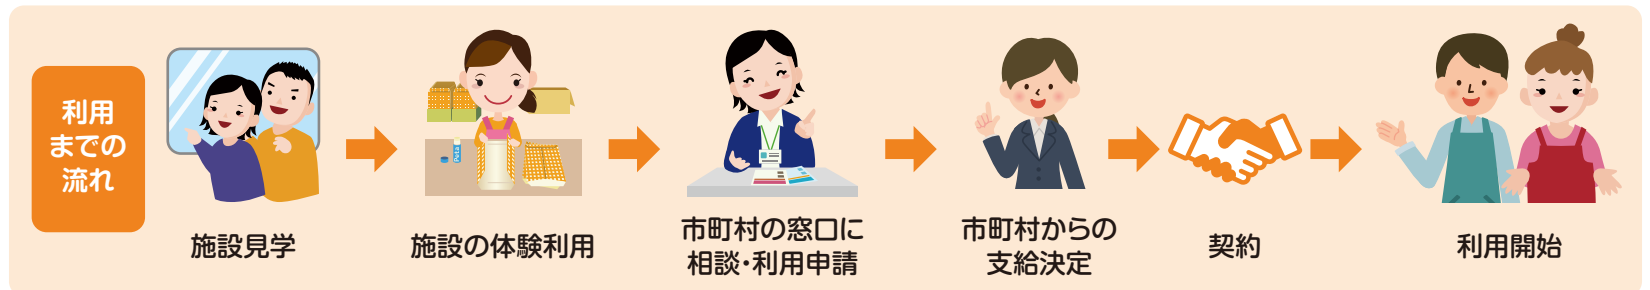 利用
までの
流れ
施設見学
施設の体験利用
市町村の窓口に
相談・利用申請
市町村からの
支給決定
契約
利用開始